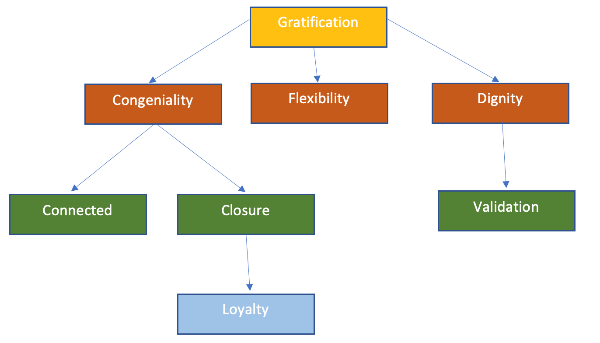 Gratification
Congeniality
Flexibility
Dignity
Connected
Closure
Validation
Loyalty